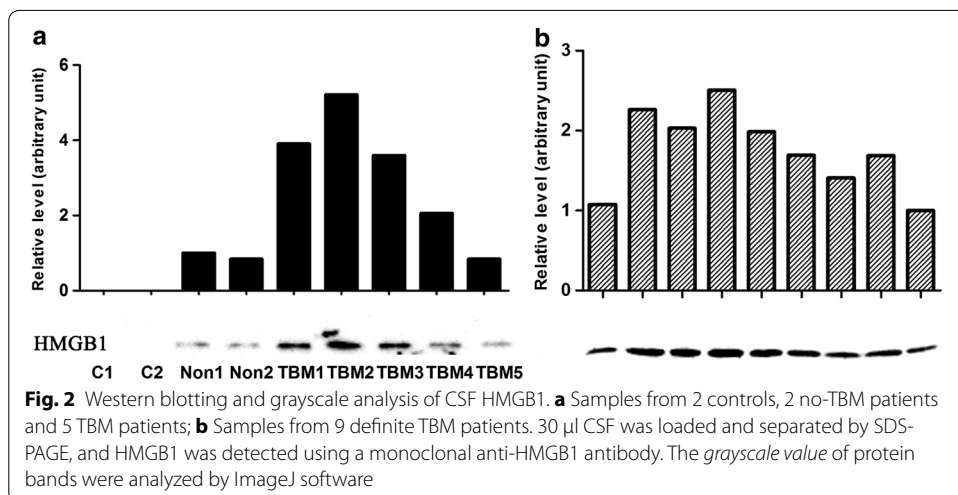 a
b
Relative level (arbitrary unit)
6
4
2
0
Relative level (arbitrary unit)
3
2
1
0
HMGB1
C1 C2 Non1 Non2 TBM1 TBM2 TBM3 TBM4 TBM5
Fig. 2 Western blotting and grayscale analysis of CSF HMGB1. a Samples from 2 controls, 2 no-TBM patients
and 5 TBM patients; b Samples from 9 definite TBM patients. 30 µl CSF was loaded and separated by SDS-
PAGE, and HMGB1 was detected using a monoclonal anti-HMGB1 antibody. The grayscale value of protein
bands were analyzed by ImageJ software